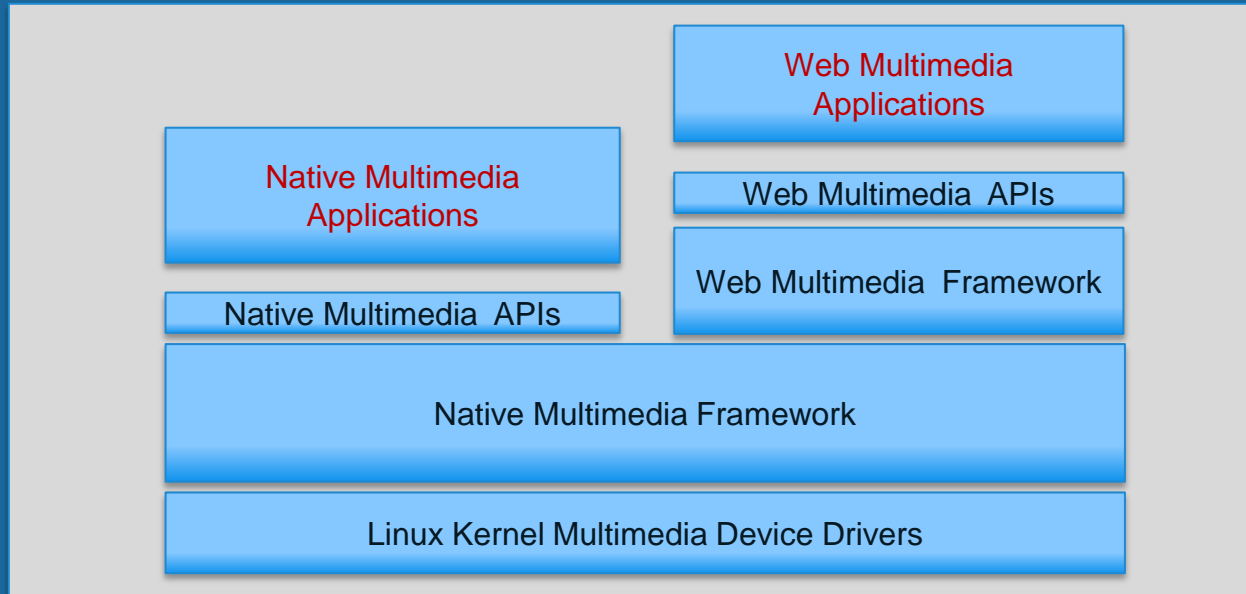 Web Multimedia
Applications
Native Multimedia
Applications
Web Multimedia  APIs
Web Multimedia  Framework
Native Multimedia  APIs
Native Multimedia Framework
Linux Kernel Multimedia Device Drivers